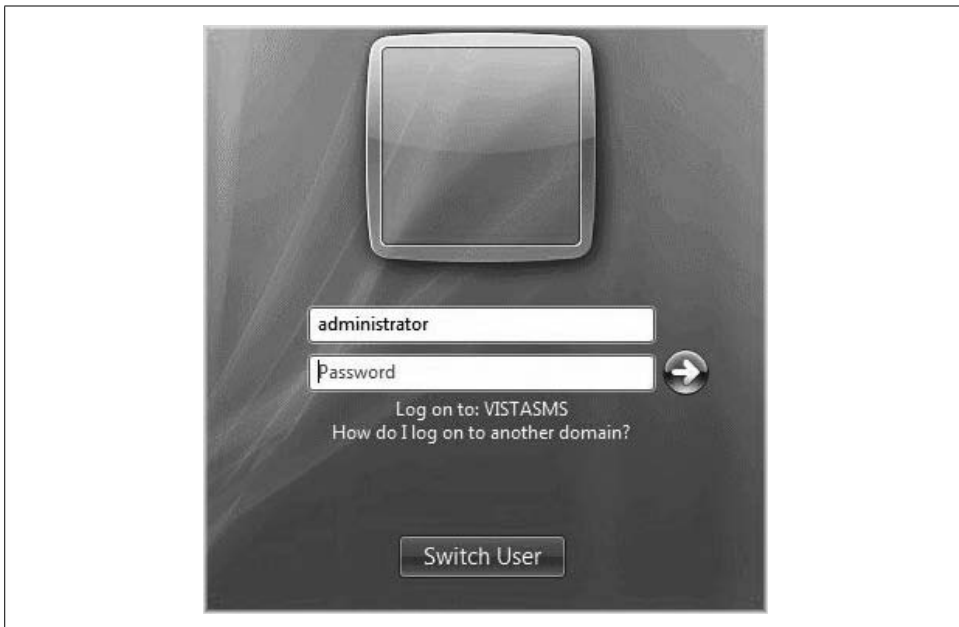 administrator
Password
Log on to: VISTASMS
How do I log on to another domain?
Switch User